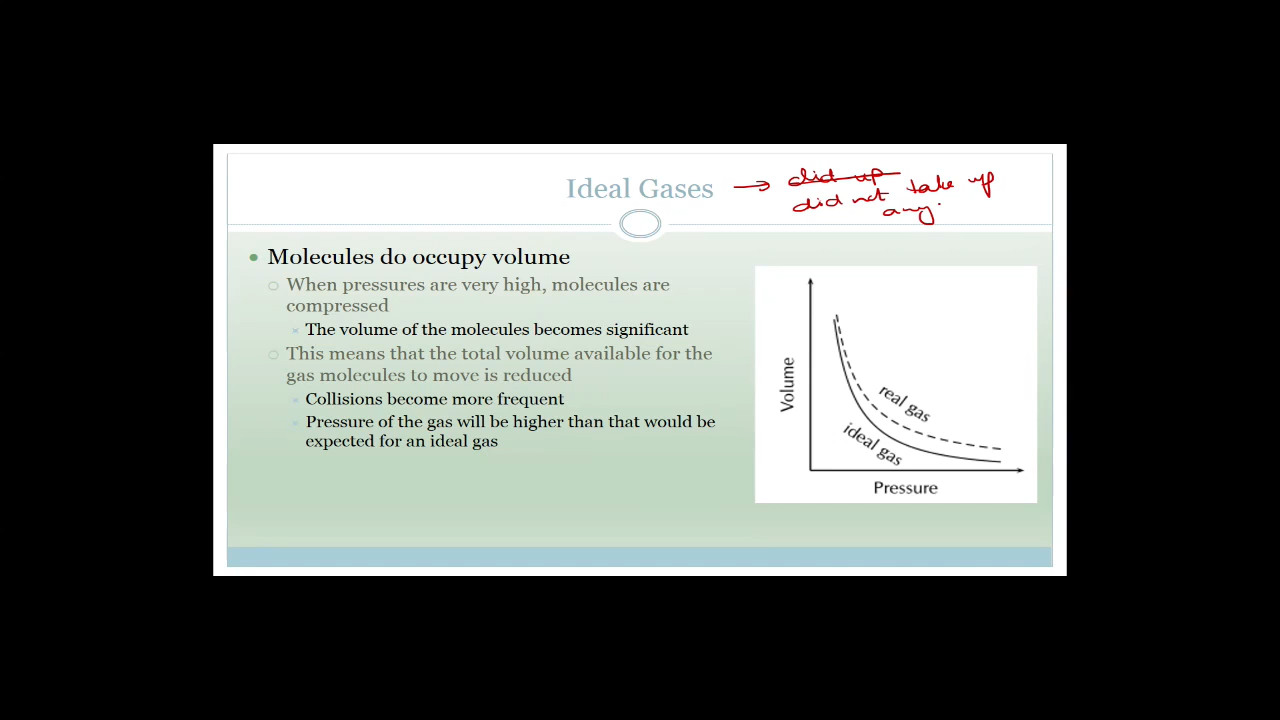 Ideal Gases
did up
did not take up
any.
Molecules do occupy volume
When pressures are very high, molecules are
compressed
The volume of the molecules becomes significant
This means that the total volume available for the
gas molecules to move is reduced
Collisions become more frequent
Pressure of the gas will be higher than that would be
expected for an ideal gas
Volume
real gas
ideal gas
Pressure